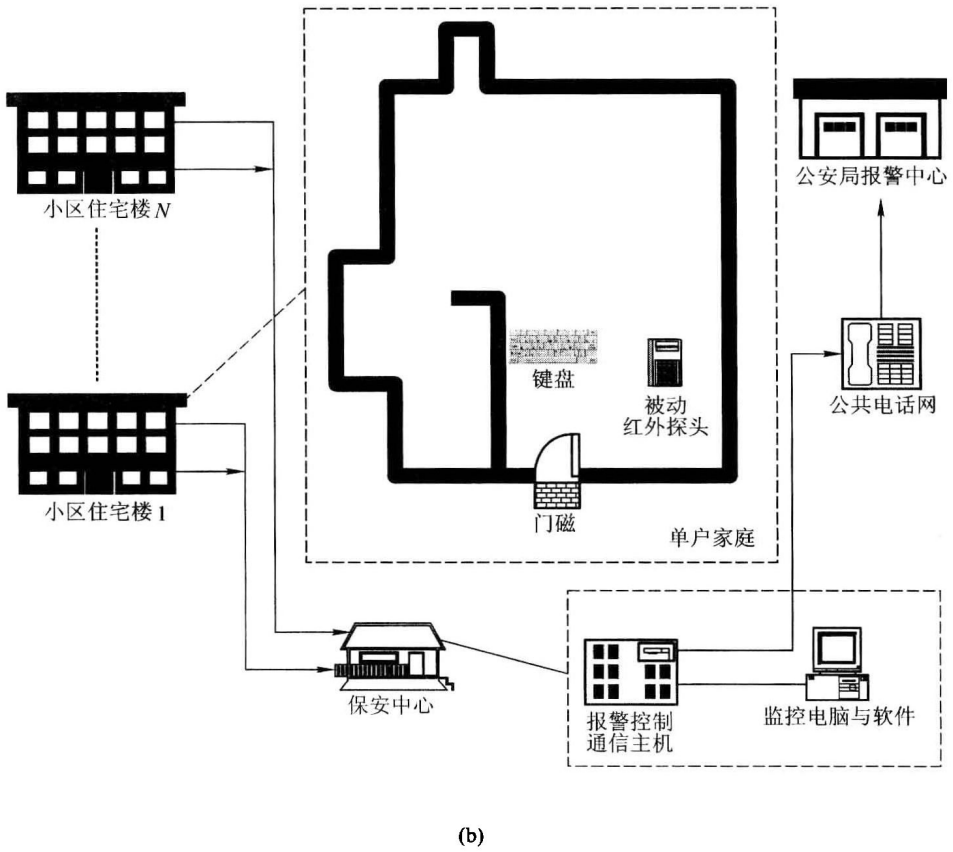 公安局报警中心
小区住宅楼N
键盘
被动
红外探头
公共电话网
小区住宅楼1
门磁
单户家庭
保安中心
报警控制
通信主机
监控电脑与软件
(b)